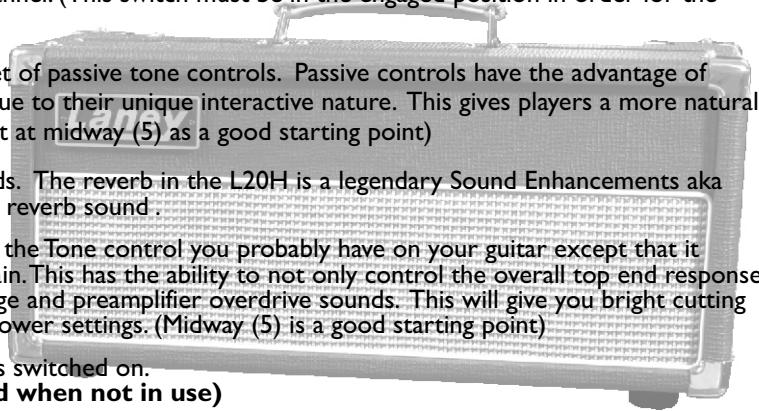 annel. (This switch must be in the engaged position in order for the
et of passive tone controls. Passive controls have the advantage of
ue to their unique interactive nature. This gives players a more natural
Laney
t at midway (5) as a good starting point)
ds. The reverb in the L20H is a legendary Sound Enhancements aka
reverb sound .
the Tone control you probably have on your guitar except that it
ain. This has the ability to not only control the overall top end response
ge and preamplifier overdrive sounds. This will give you bright cutting
ower settings. (Midway (5) is a good starting point)
s switched on.
d when not in use)